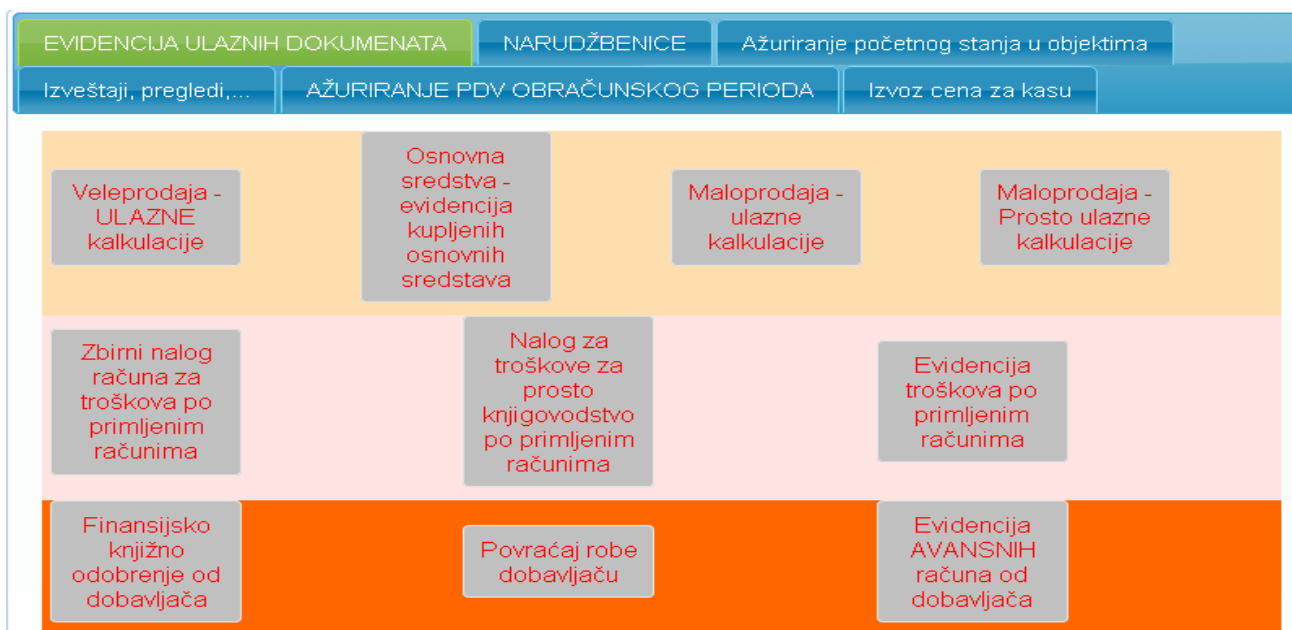 EVIDENCIJA ULAZNIH DOKUMENATA
NARUDŽBENICE
Ažuriranje početnog stanja u objektima
Izveštaji, pregledi,...
AŽURIRANJE PDV OBRAČUNSKOG PERIODA
Izvoz cena za kasu
Veleprodaja -
ULAZNE
kalkulacije
Osnovna
sredstva -
evidencija
kupljenih
osnovnih
sredstava
Maloprodaja -
ulazne
kalkulacije
Maloprodaja -
Prosto ulazne
kalkulacije
Zbirni nalog
računa za
troškova po
primljenim
računima
Nalog za
troškove za
prosto
knjigovodstvo
po primljenim
računima
Evidencija
troškova po
primljenim
računima
Finansijsko
knjižno
odobrenje od
dobavljača
Povraćaj robe
dobavljaču
Evidencija
AVANSNIH
računa od
dobavljača